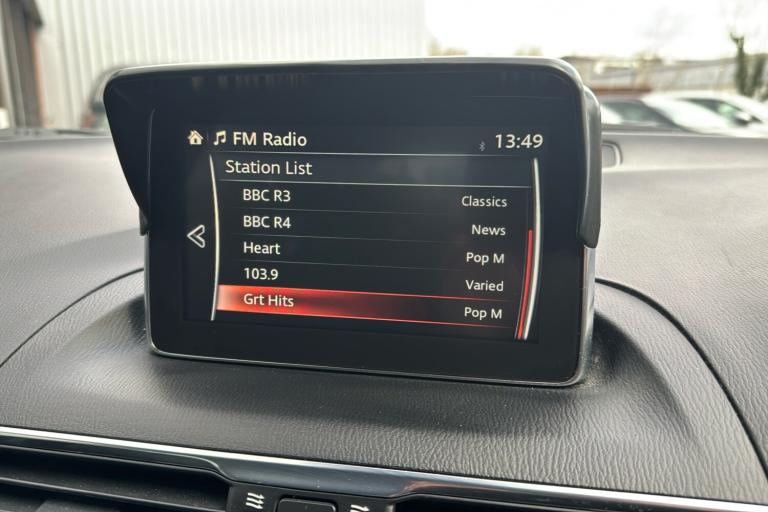 FM Radio 13:49
Station List
BBC R3 Classics
BBC R4 News
Heart Pop M
103.9 Varied
Grt Hits Pop M